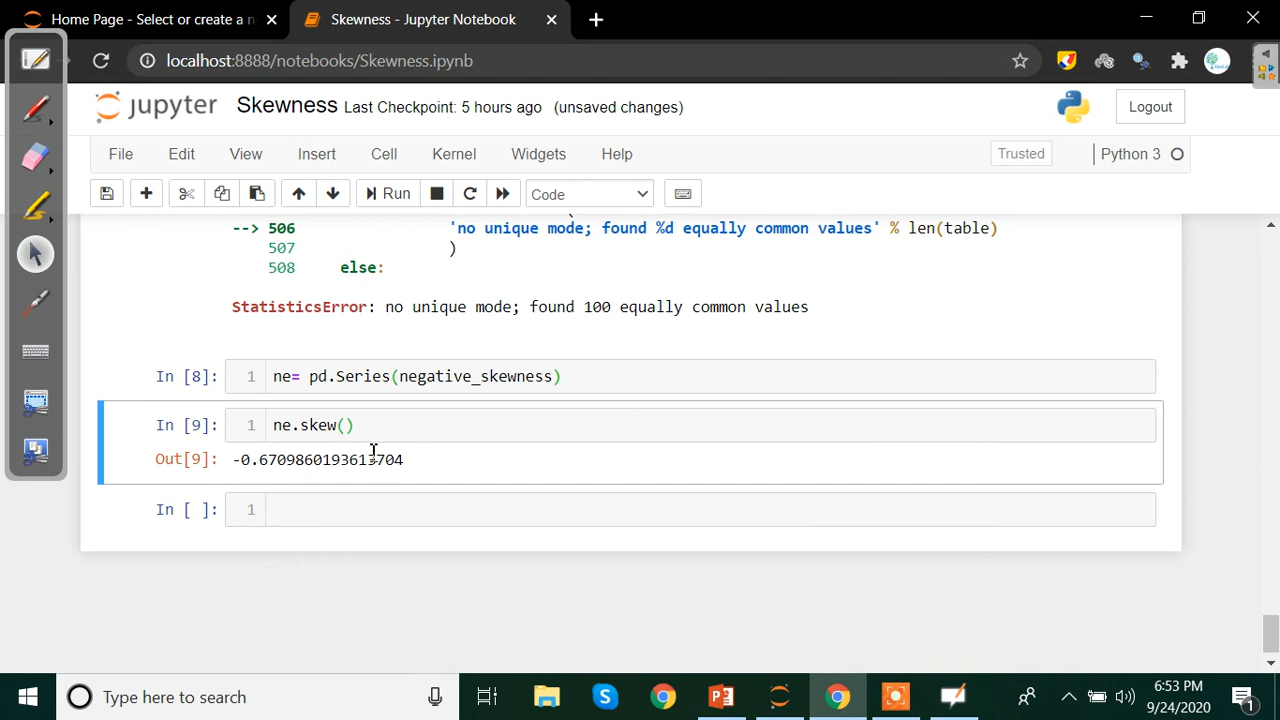 Home Page - Select or create a n
Skewness - Jupyter Notebook
localhost:8888/notebooks/Skewness.ipynb
jupyter Skewness Last Checkpoint: 5 hours ago (unsaved changes)
Logout
File Edit View Insert Cell Kernel Widgets Help
Trusted
Python 3
Run
Code
--> 506 'no unique mode; found %d equally common values' % len(table)
507 )
508 else:
StatisticsError: no unique mode; found 100 equally common values
In [8]: 1 ne= pd.Series(negative_skewness)
In [9]: 1 ne.skew()
Out[9]: -0.6709860193613704
In [ ]: 1
Type here to search
6:53 PM
9/24/2020
1